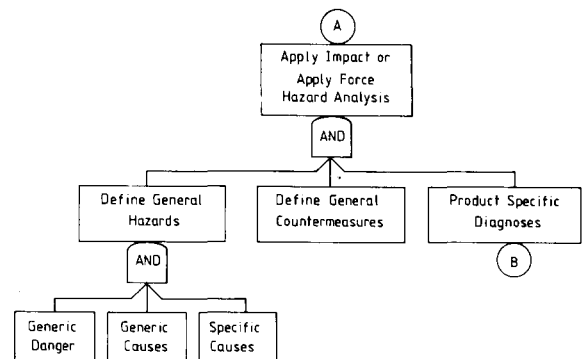 A
Apply Impact or
Apply Force
Hazard Analysis
AND
Define General
Hazards
Define General
Countermeasures
Product Specific
Diagnoses
AND
B
Generic
Danger
Generic
Causes
Specific
Causes